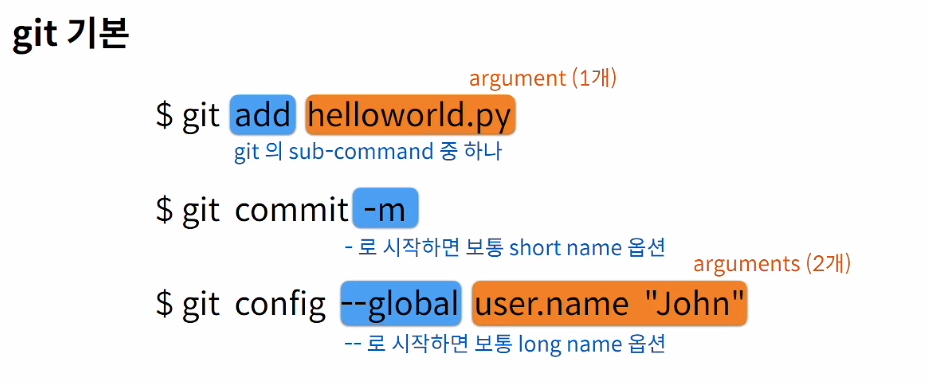 git 기본
argument (1개)
$ git add helloworld.py
git 의 sub-command 중 하나
$ git commit -m
- 로 시작하면 보통 short name 옵션
arguments (2개)
$ git config --global user.name "John"
-- 로 시작하면 보통 long name 옵션